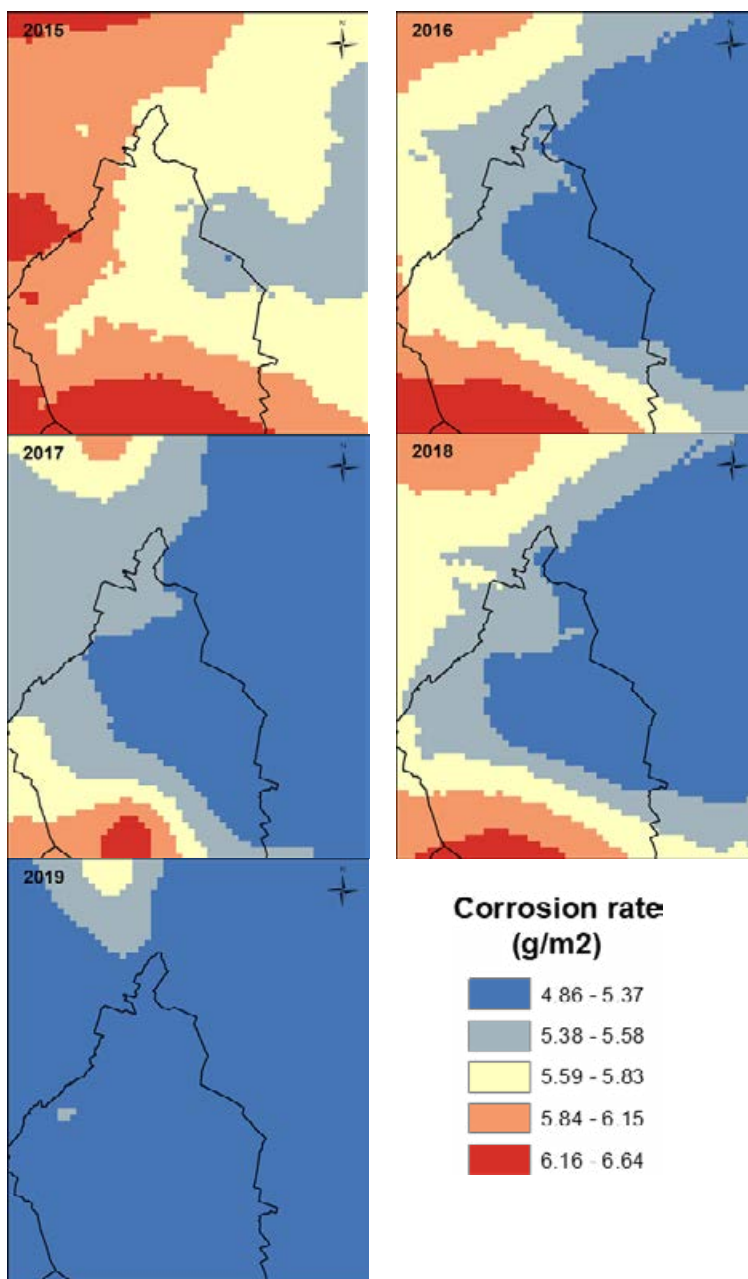 2015
N
2016
N
2017
N
2018
N
2019
N
Corrosion rate
(g/m2)
4.86 - 5.37
5.38 - 5.58
5.59 - 5.83
5.84 - 6.15
6.16 - 6.64